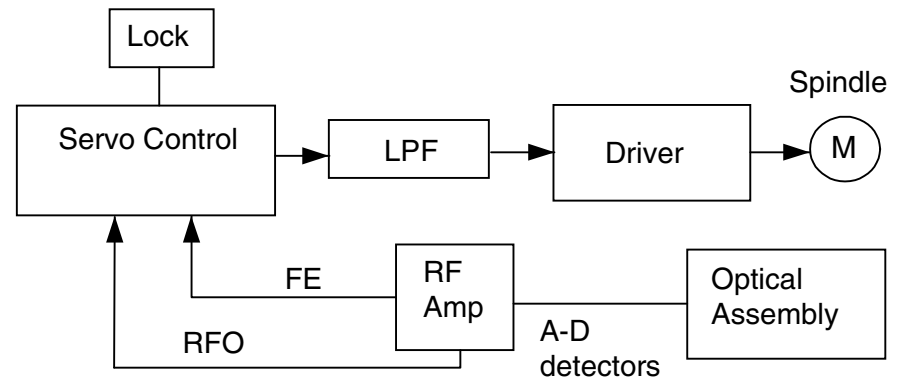 Lock
Spindle
Servo Control
LPF
Driver
M
FE
RF
Amp
Optical
Assembly
RFO
A-D
detectors